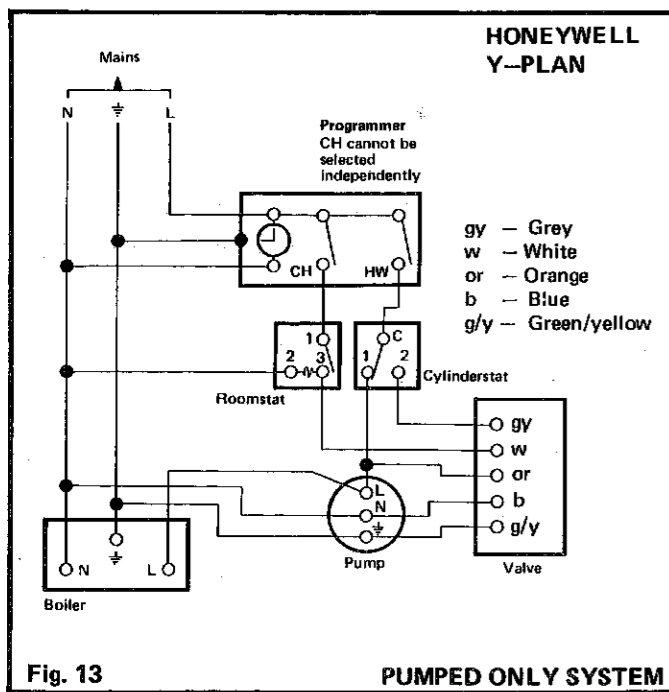 HONEYWELL
Y–PLAN
Mains
N
L
Programmer
CH cannot be
selected
independently
CH
HW
gy – Grey
w – White
or – Orange
b – Blue
g/y – Green/yellow
1
2 3
Roomstat
C
1 2
Cylinderstat
gy
w
or
b
g/y
Valve
L
N
Pump
N
L
Boiler
Fig. 13
PUMPED ONLY SYSTEM